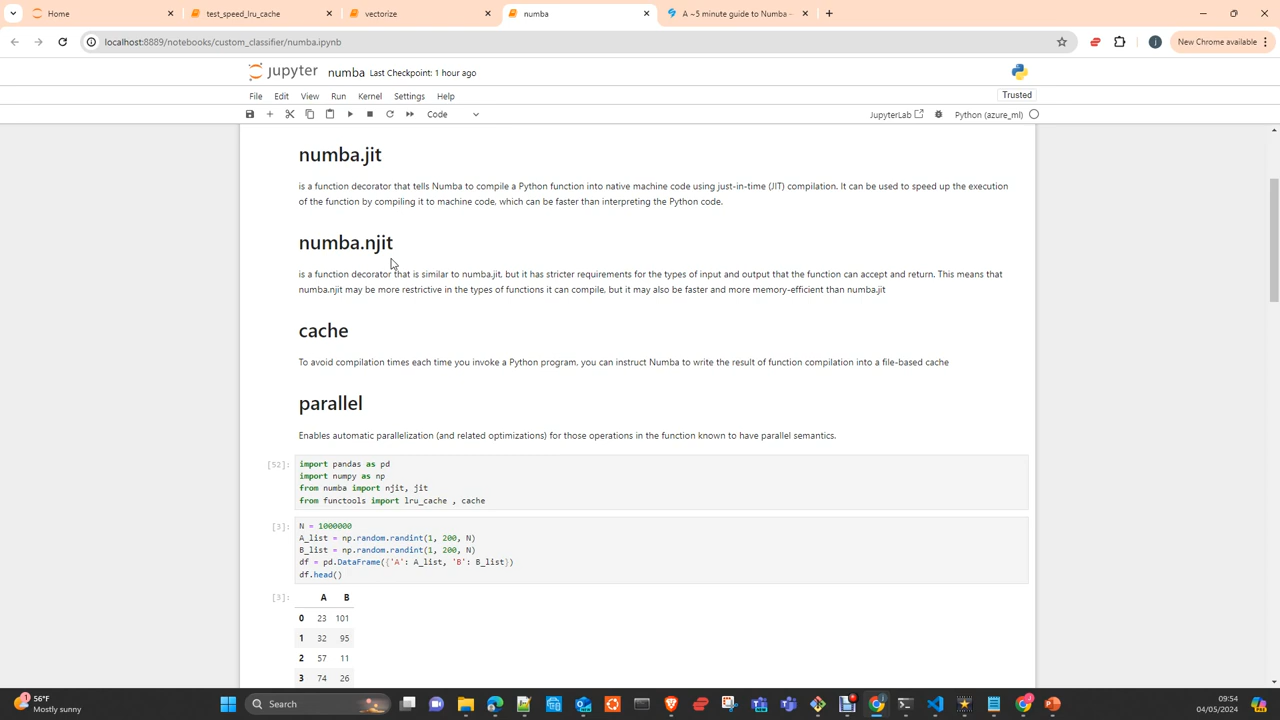 Home
test_speed_lru_cache
vectorize
numba
A ~5 minute guide to Numba —
localhost:8889/notebooks/custom_classifier/numba.ipynb
New Chrome available
jupyter numba Last Checkpoint: 1 hour ago
File Edit View Run Kernel Settings Help
Trusted
Code
JupyterLab
Python (azure_ml)
numba.jit
is a function decorator that tells Numba to compile a Python function into native machine code using just-in-time (JIT) compilation. It can be used to speed up the execution
of the function by compiling it to machine code, which can be faster than interpreting the Python code.
numba.njit
is a function decorator that is similar to numba.jit, but it has stricter requirements for the types of input and output that the function can accept and return. This means that
numba.njit may be more restrictive in the types of functions it can compile, but it may also be faster and more memory-efficient than numba.jit
cache
To avoid compilation times each time you invoke a Python program, you can instruct Numba to write the result of function compilation into a file-based cache
parallel
Enables automatic parallelization (and related optimizations) for those operations in the function known to have parallel semantics.
[52]:
import pandas as pd
import numpy as np
from numba import njit, jit
from functools import lru_cache , cache
[3]:
N = 1000000
A_list = np.random.randint(1, 200, N)
B_list = np.random.randint(1, 200, N)
df = pd.DataFrame({'A': A_list, 'B': B_list})
df.head()
[3]:
A B
0 23 101
1 32 95
2 57 11
3 74 26
1
56°F
Mostly sunny
Search
09:54
04/05/2024